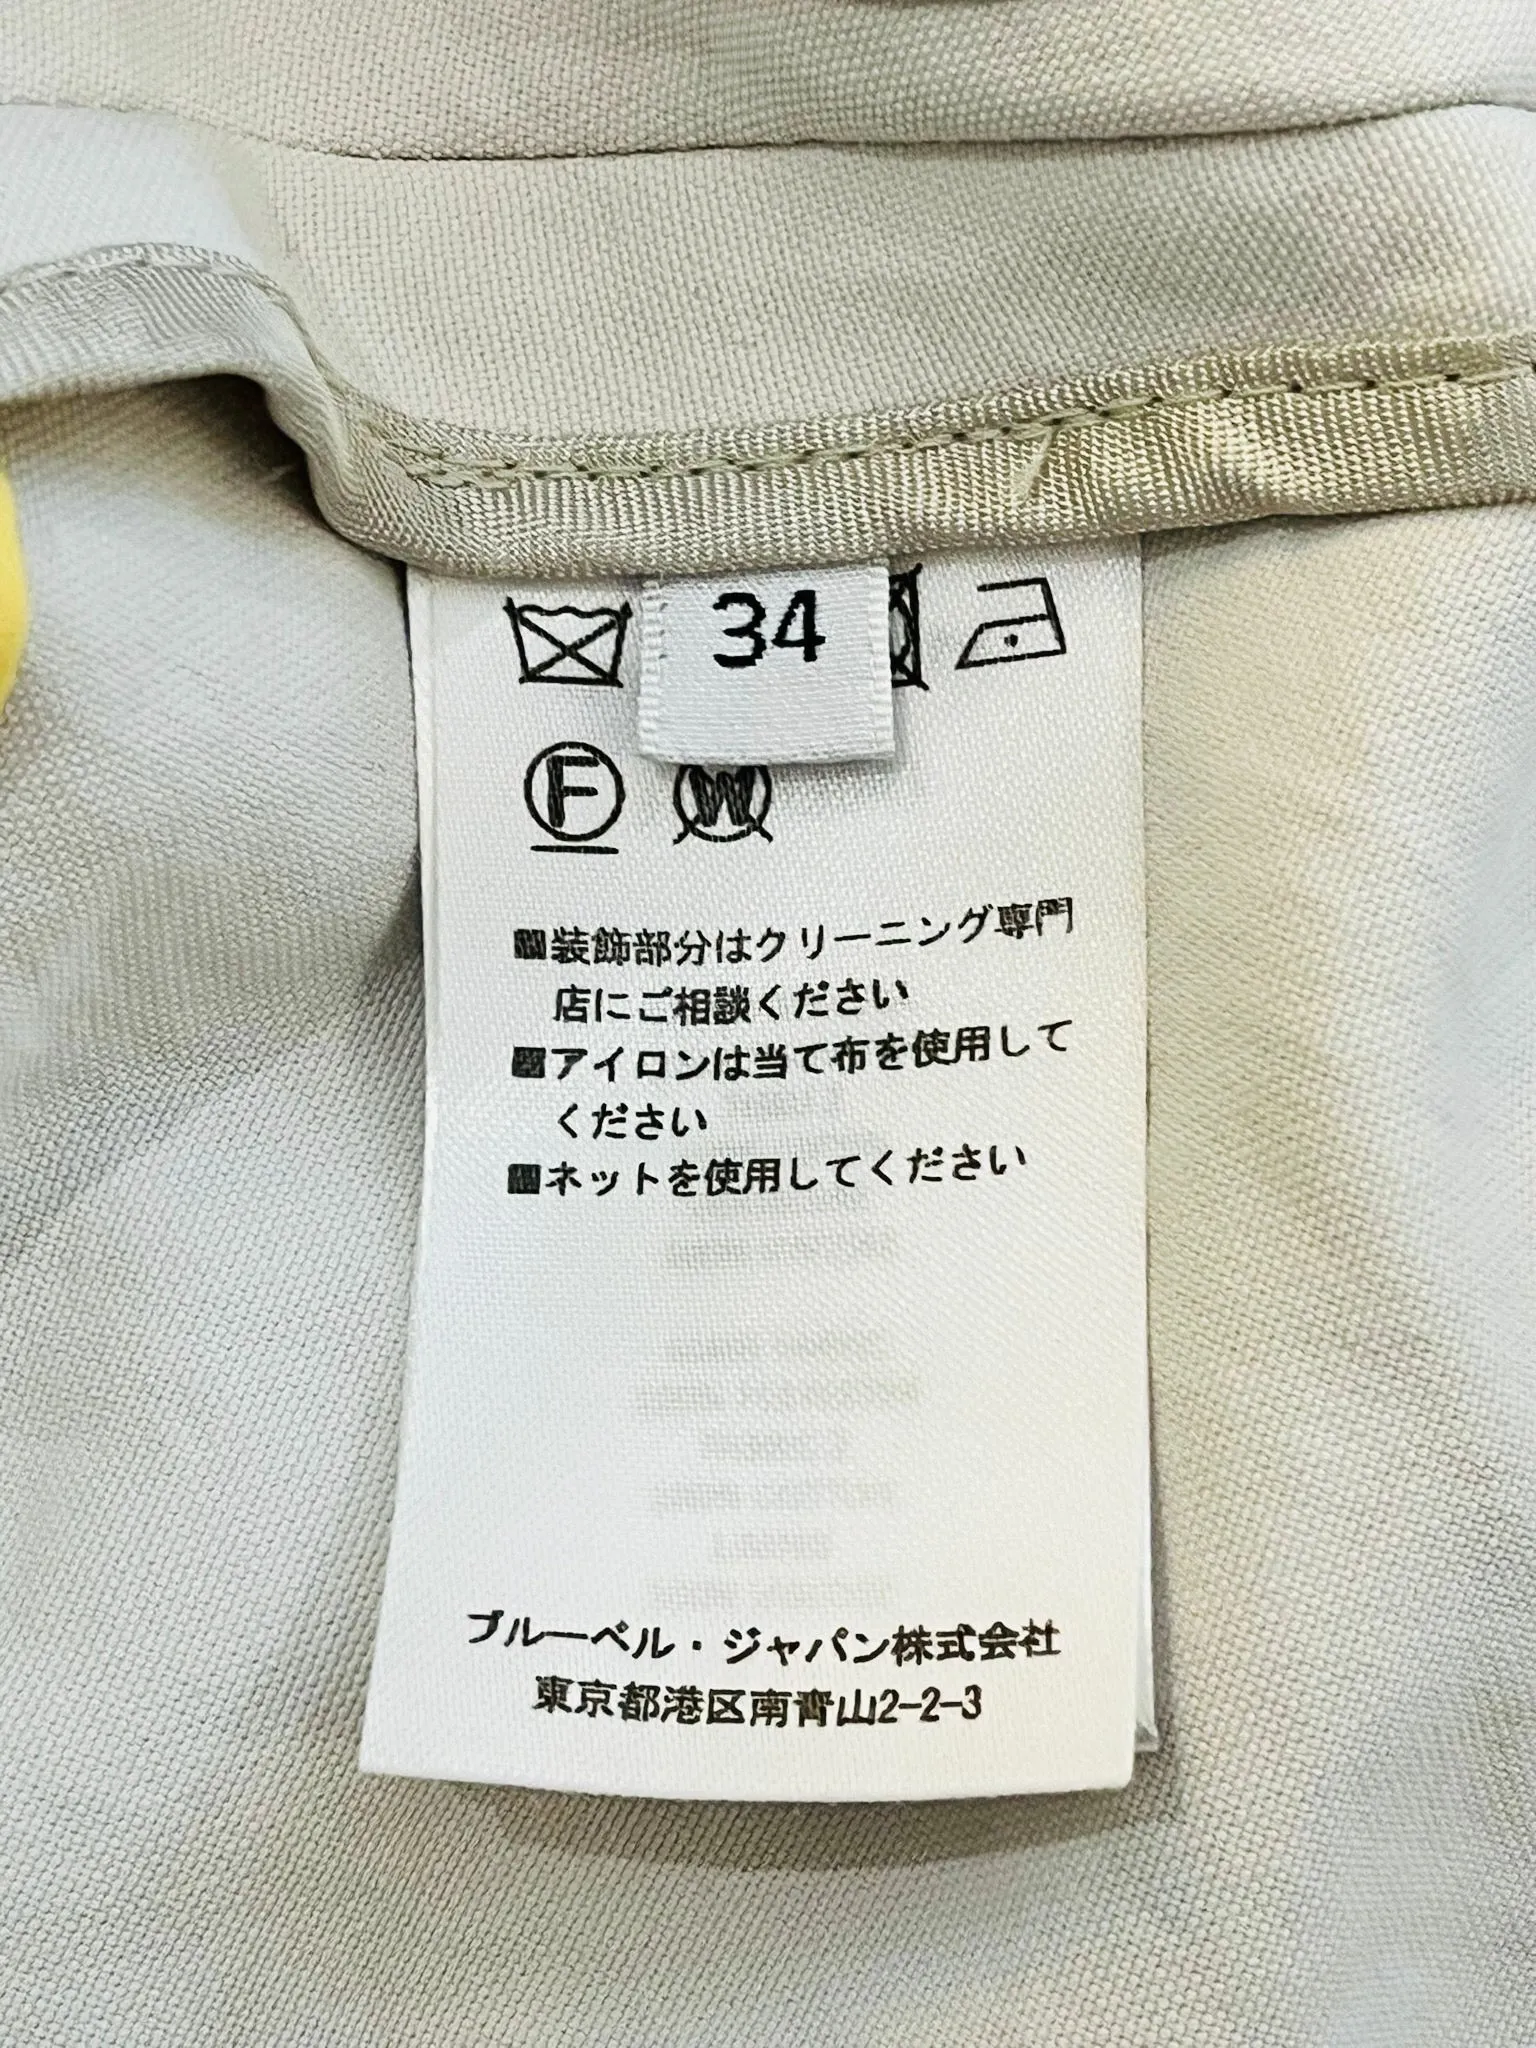 34
F
W
■装飾部分はクリーニング専門
店にご相談ください
■アイロンは当て布を使用して
ください
■ネットを使用してください
ブルーベル・ジャパン株式会社
東京都港区南青山2-2-3